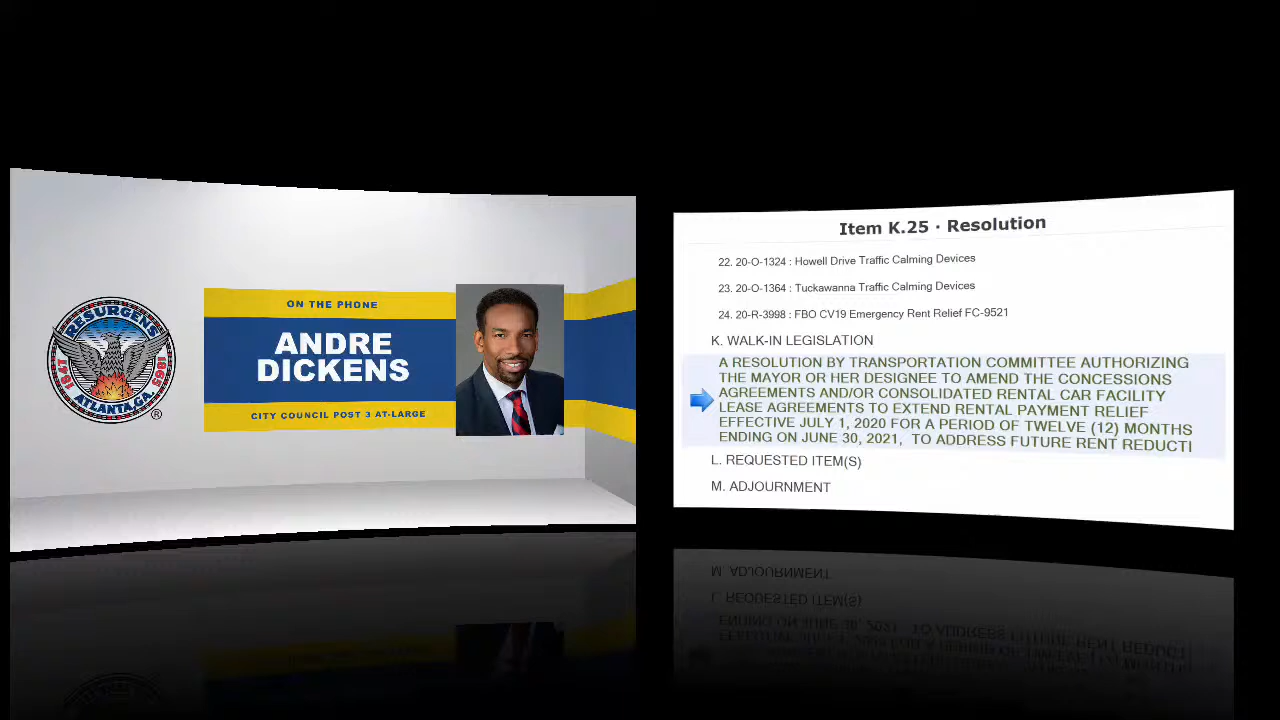 RESURGENS
1847
1865
ATLANTA, GA.
®
ON THE PHONE
ANDRE
DICKENS
CITY COUNCIL POST 3 AT-LARGE
Item K.25 · Resolution
22. 20-O-1324 : Howell Drive Traffic Calming Devices
23. 20-O-1364 : Tuckawanna Traffic Calming Devices
24. 20-R-3998 : FBO CV19 Emergency Rent Relief FC-9521
K. WALK-IN LEGISLATION
A RESOLUTION BY TRANSPORTATION COMMITTEE AUTHORIZING
THE MAYOR OR HER DESIGNEE TO AMEND THE CONCESSIONS
AGREEMENTS AND/OR CONSOLIDATED RENTAL CAR FACILITY
LEASE AGREEMENTS TO EXTEND RENTAL PAYMENT RELIEF
EFFECTIVE JULY 1, 2020 FOR A PERIOD OF TWELVE (12) MONTHS
ENDING ON JUNE 30, 2021, TO ADDRESS FUTURE RENT REDUCTI
L. REQUESTED ITEM(S)
M. ADJOURNMENT